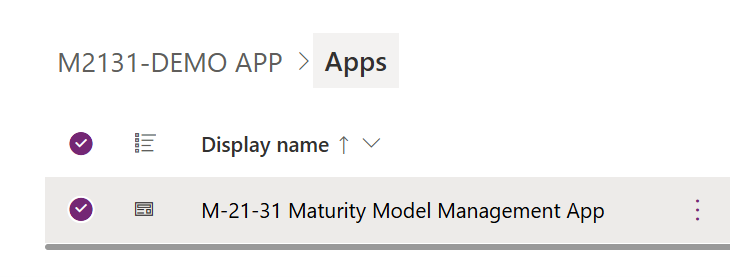 M2131-DEMO APP > Apps
Display name ↑
M-21-31 Maturity Model Management App